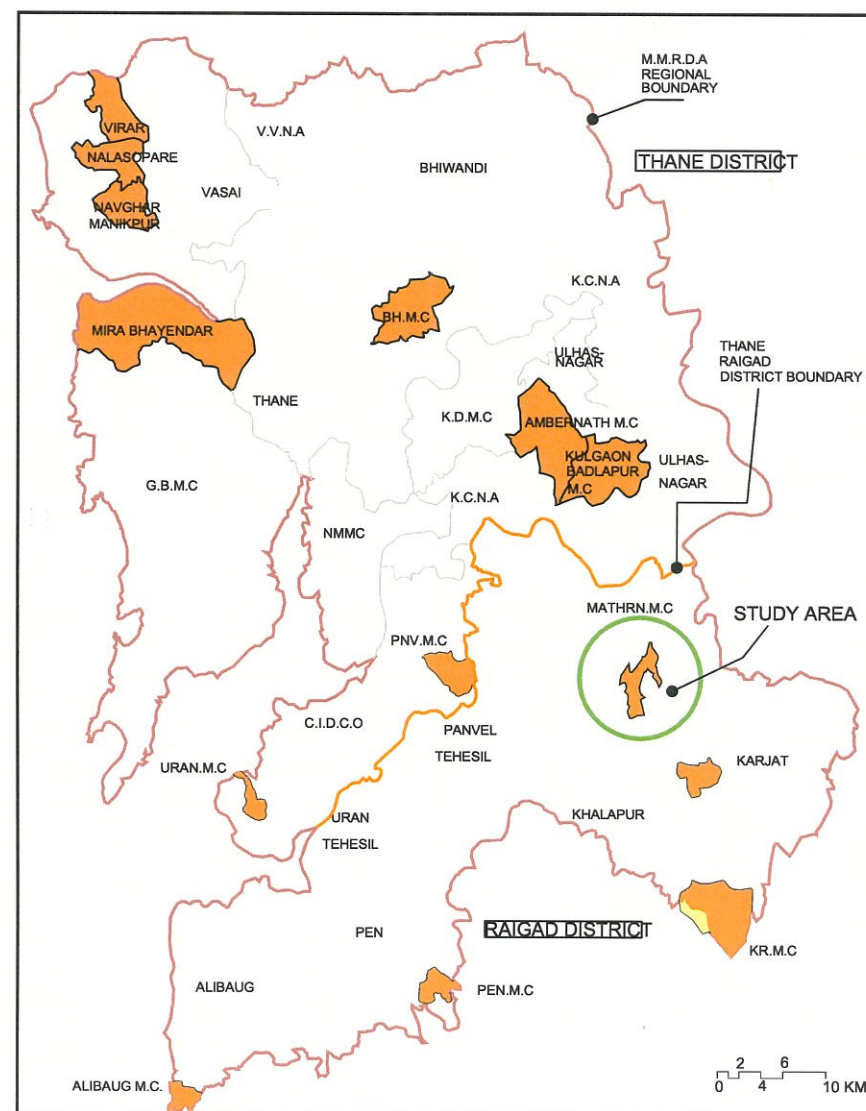 M.M.R.D.A
REGIONAL
BOUNDARY
VIRAR
V.V.N.A
NALASOPARE
BHIWANDI
THANE DISTRICT
VASAI
NAVGHAR
MANIKPUR
K.C.N.A
BH.M.C
MIRA BHAYENDAR
ULHAS-
NAGAR
THANE
RAIGAD
DISTRICT BOUNDARY
THANE
K.D.M.C
AMBERNATH M.C
KULGAON
BADLAPUR
M.C
ULHAS-
NAGAR
G.B.M.C
K.C.N.A
NMMC
MATHRN.M.C
STUDY AREA
PNV.M.C
C.I.D.C.O
PANVEL
TEHESIL
URAN.M.C
KARJAT
URAN
TEHESIL
KHALAPUR
PEN
RAIGAD DISTRICT
KR.M.C
ALIBAUG
PEN.M.C
ALIBAUG M.C.
2 6
0 4 10 KM